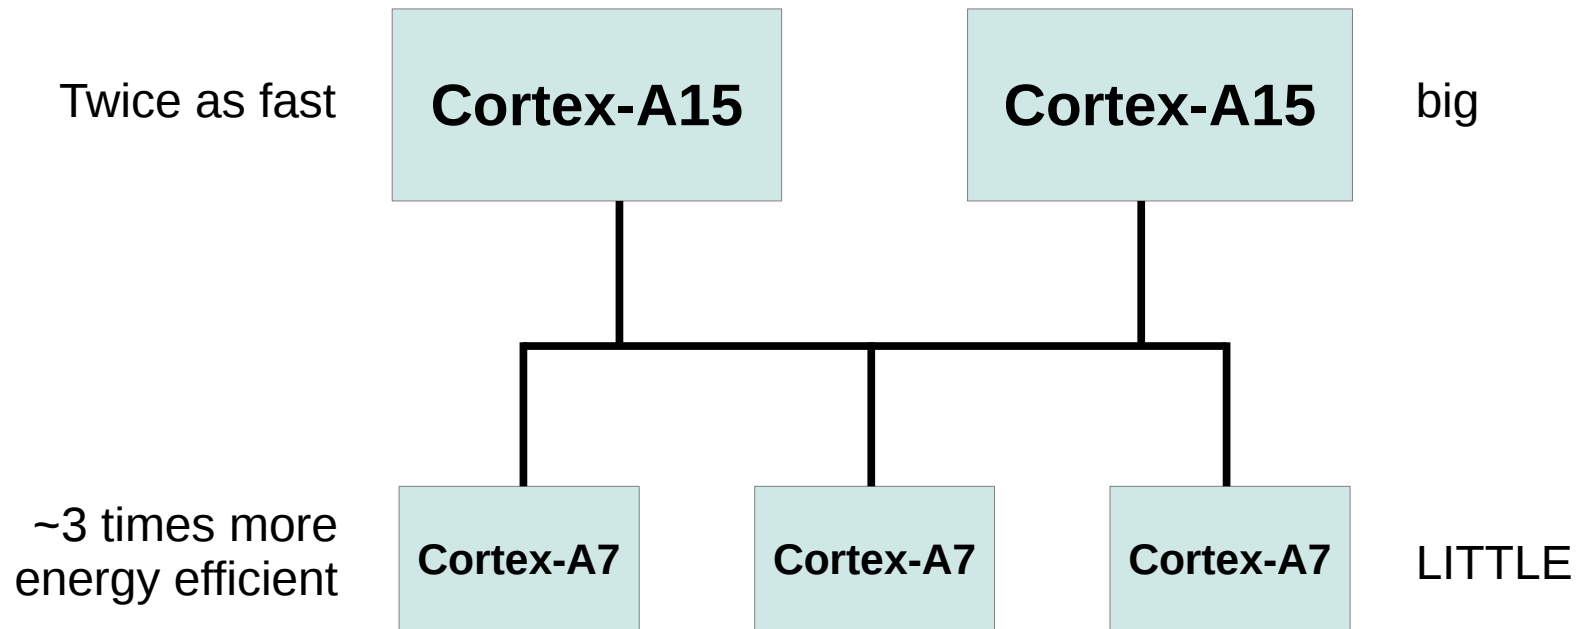 Twice as fast
Cortex-A15
Cortex-A15
big
~3 times more
energy efficient
Cortex-A7
Cortex-A7
Cortex-A7
LITTLE